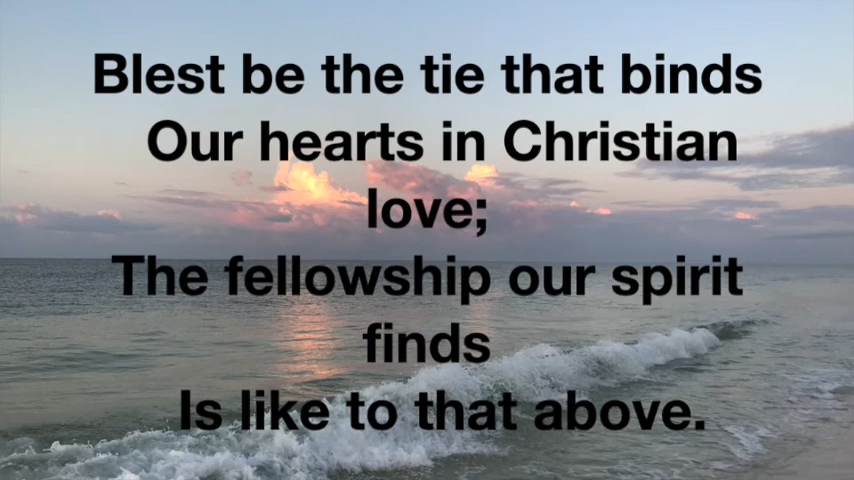 Blest be the tie that binds
Our hearts in Christian
love;
The fellowship our spirit
finds
Is like to that above.